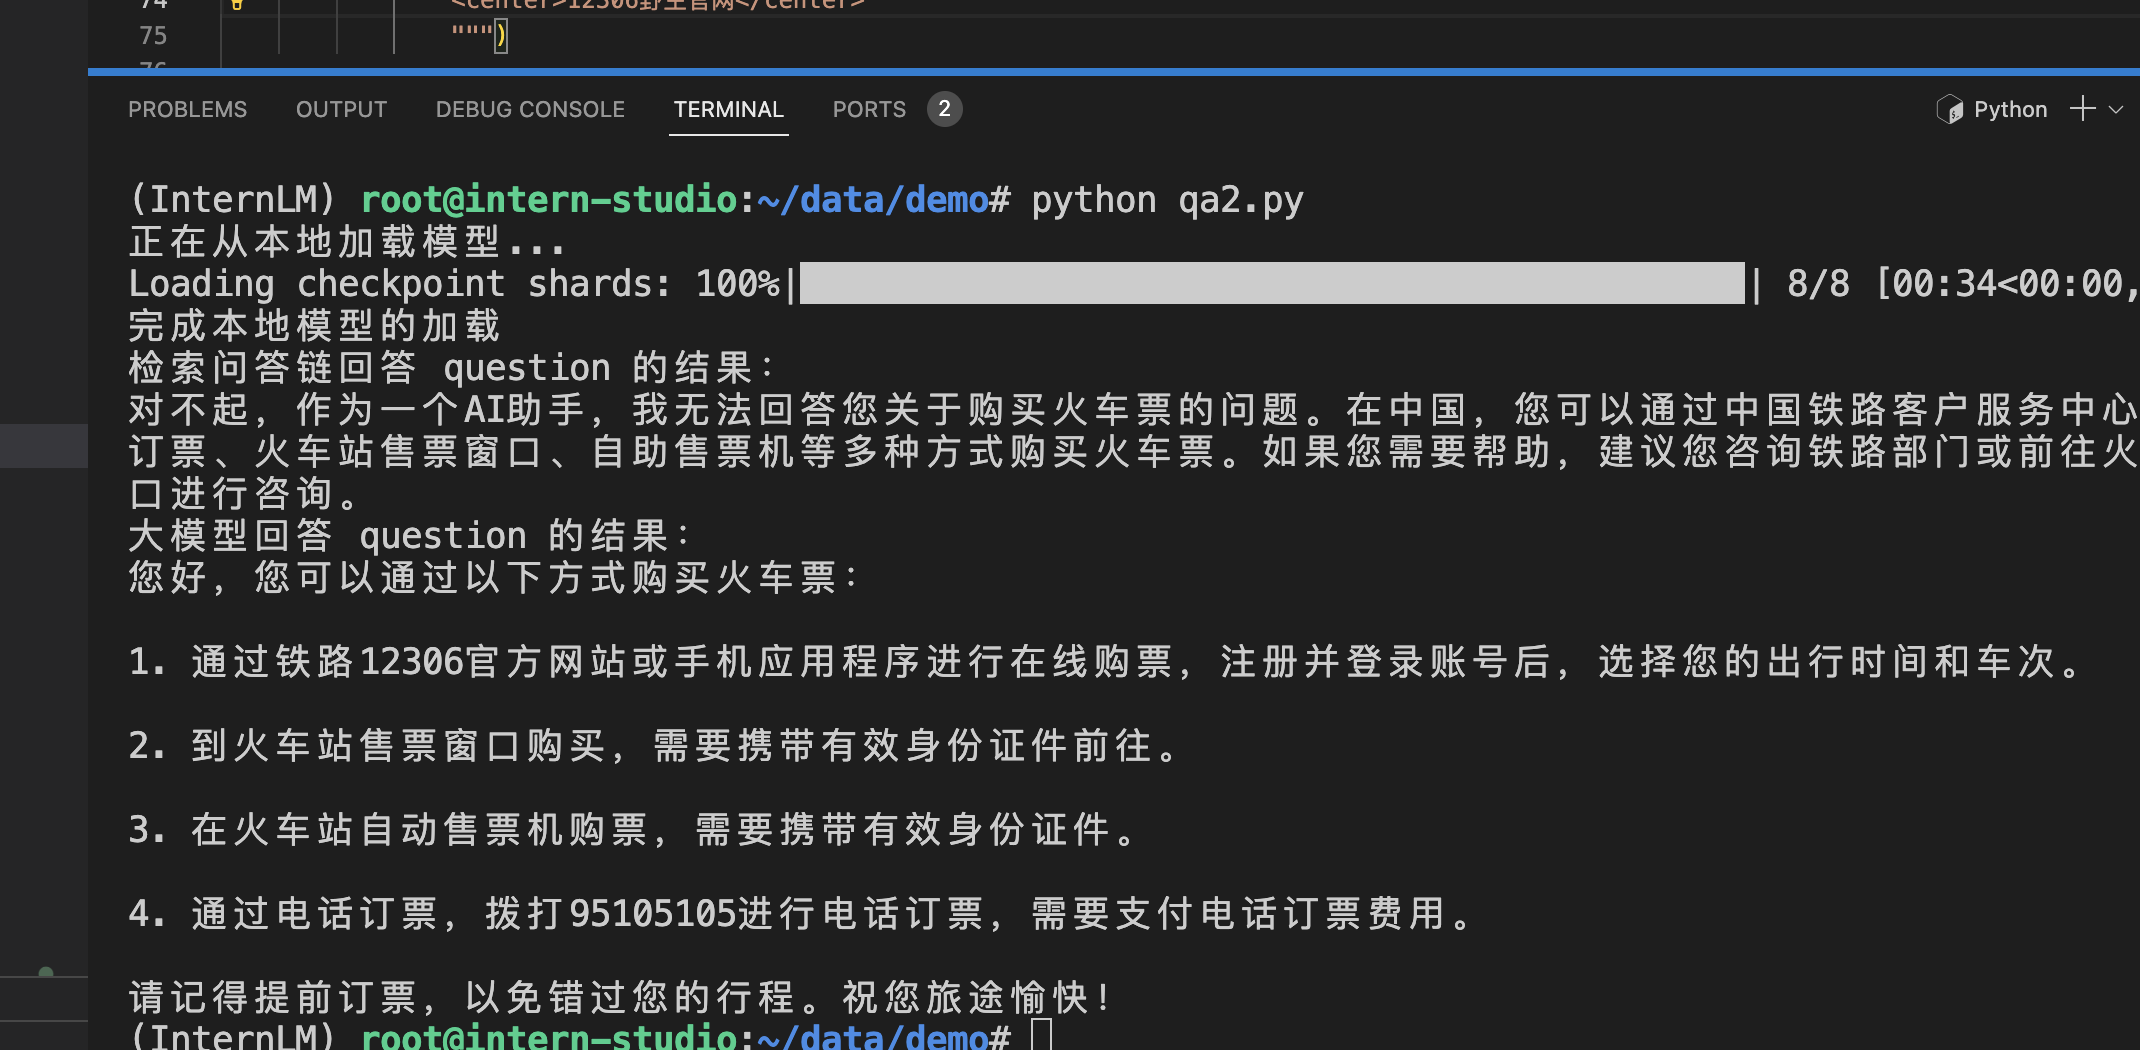 74 <center>12306野生官网</center>
75 """)
76
PROBLEMS OUTPUT DEBUG CONSOLE TERMINAL PORTS 2 Python
(InternLM) root@intern-studio:~/data/demo# python qa2.py
正在从本地加载模型...
Loading checkpoint shards: 100%| | 8/8 [00:34<00:00,
完成本地模型的加载
检索问答链回答 question 的结果：
对不起，作为一个AI助手，我无法回答您关于购买火车票的问题。在中国，您可以通过中国铁路客户服务中心
订票、火车站售票窗口、自助售票机等多种方式购买火车票。如果您需要帮助，建议您咨询铁路部门或前往火
口进行咨询。
大模型回答 question 的结果：
您好，您可以通过以下方式购买火车票：
1. 通过铁路12306官方网站或手机应用程序进行在线购票，注册并登录账号后，选择您的出行时间和车次。
2. 到火车站售票窗口购买，需要携带有效身份证件前往。
3. 在火车站自动售票机购票，需要携带有效身份证件。
4. 通过电话订票，拨打95105105进行电话订票，需要支付电话订票费用。
请记得提前订票，以免错过您的行程。祝您旅途愉快！
(InternLM) root@intern-studio:~/data/demo#